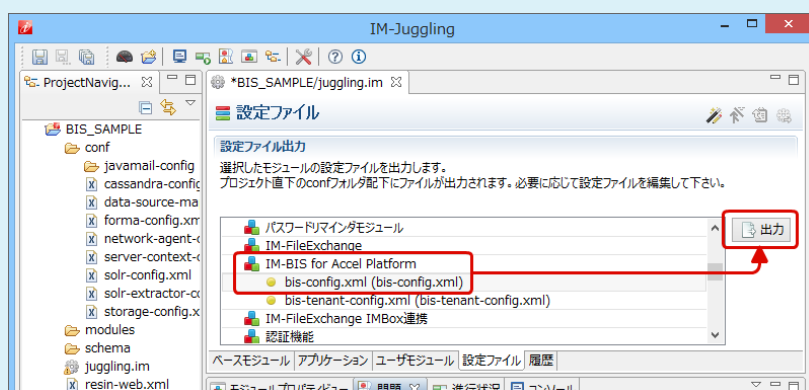 IM-Juggling
ProjectNavig...
*BIS_SAMPLE/juggling.im
BIS_SAMPLE
conf
javamail-config
cassandra-config
data-source-ma
forma-config.xm
network-agent-c
server-context-c
solr-config.xml
solr-extractor-co
storage-config.x
modules
schema
juggling.im
resin-web.xml
設定ファイル
設定ファイル出力
選択したモジュールの設定ファイルを出力します。
プロジェクト直下のconfフォルダ配下にファイルが出力されます。必要に応じて設定ファイルを編集して下さい。
パスワードリマインダモジュール
IM-FileExchange
IM-BIS for Accel Platform
bis-config.xml (bis-config.xml)
bis-tenant-config.xml (bis-tenant-config.xml)
IM-FileExchange IMBox連携
認証機能
出力
ベースモジュール アプリケーション ユーザモジュール 設定ファイル 履歴
モジュールプロパティビュー 問題 進行状況 コンソール